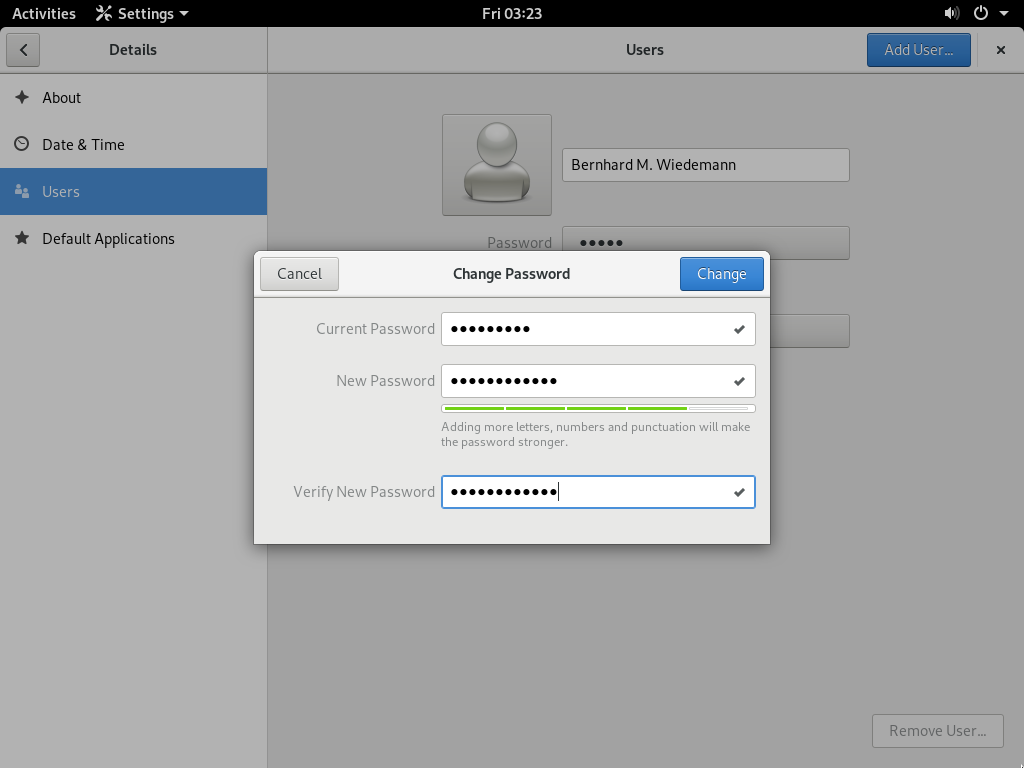 Activities Settings Fri 03:23
Details Users Add User...
About
Date & Time
Users
Default Applications
Bernhard M. Wiedemann
Password ●●●●●
Cancel Change Password Change
Current Password ●●●●●●●●●
New Password ●●●●●●●●●●●●
Adding more letters, numbers and punctuation will make
the password stronger.
Verify New Password ●●●●●●●●●●●●
Remove User...